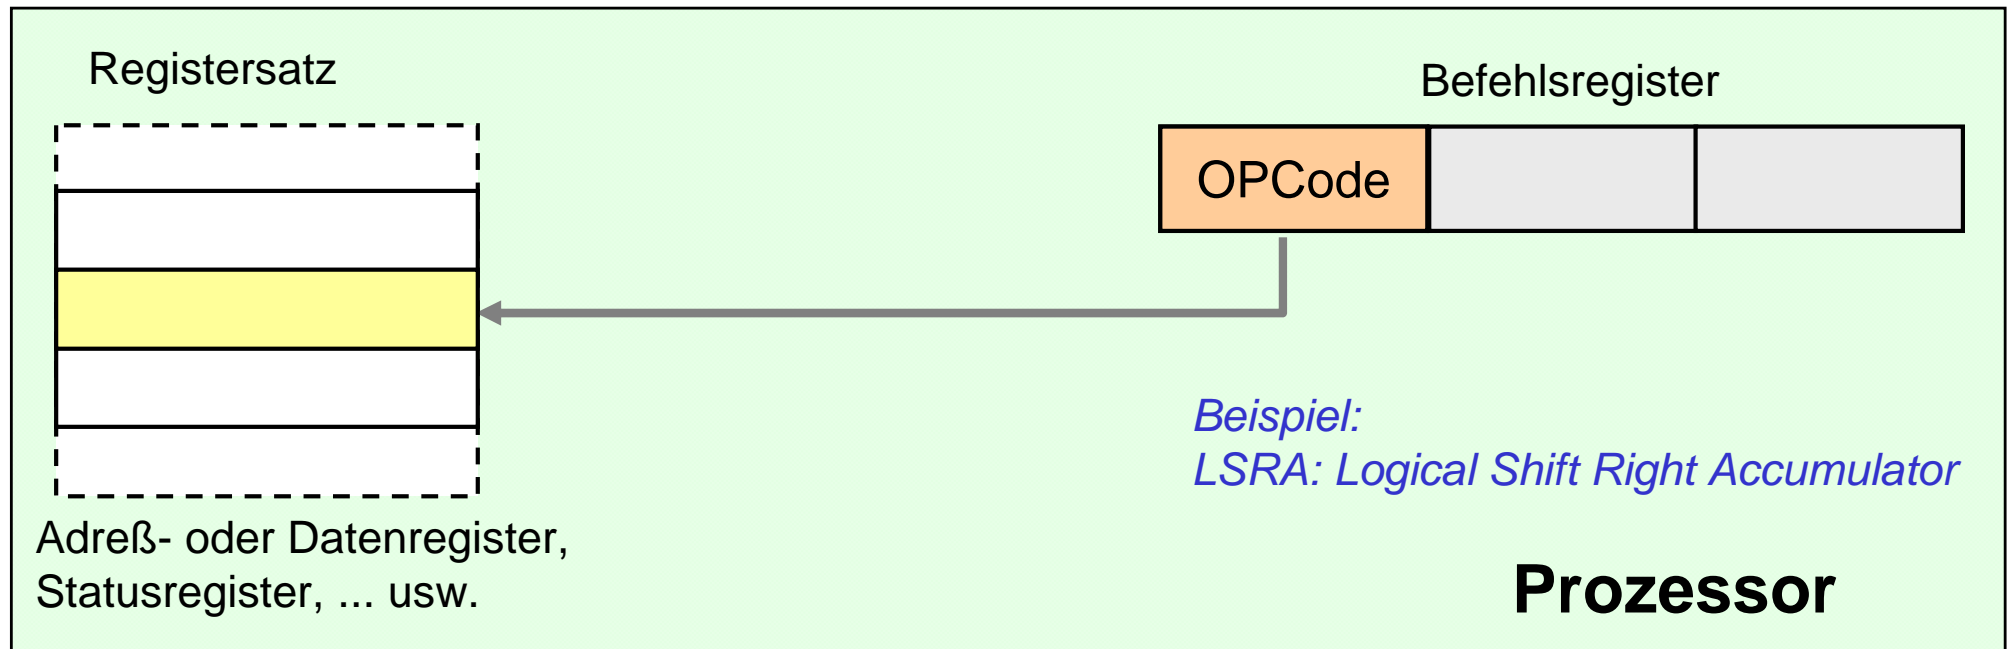 Registersatz
Befehlsregister
OPCode
Beispiel:
LSRA: Logical Shift Right Accumulator
Adreß- oder Datenregister,
Statusregister, ... usw.
Prozessor